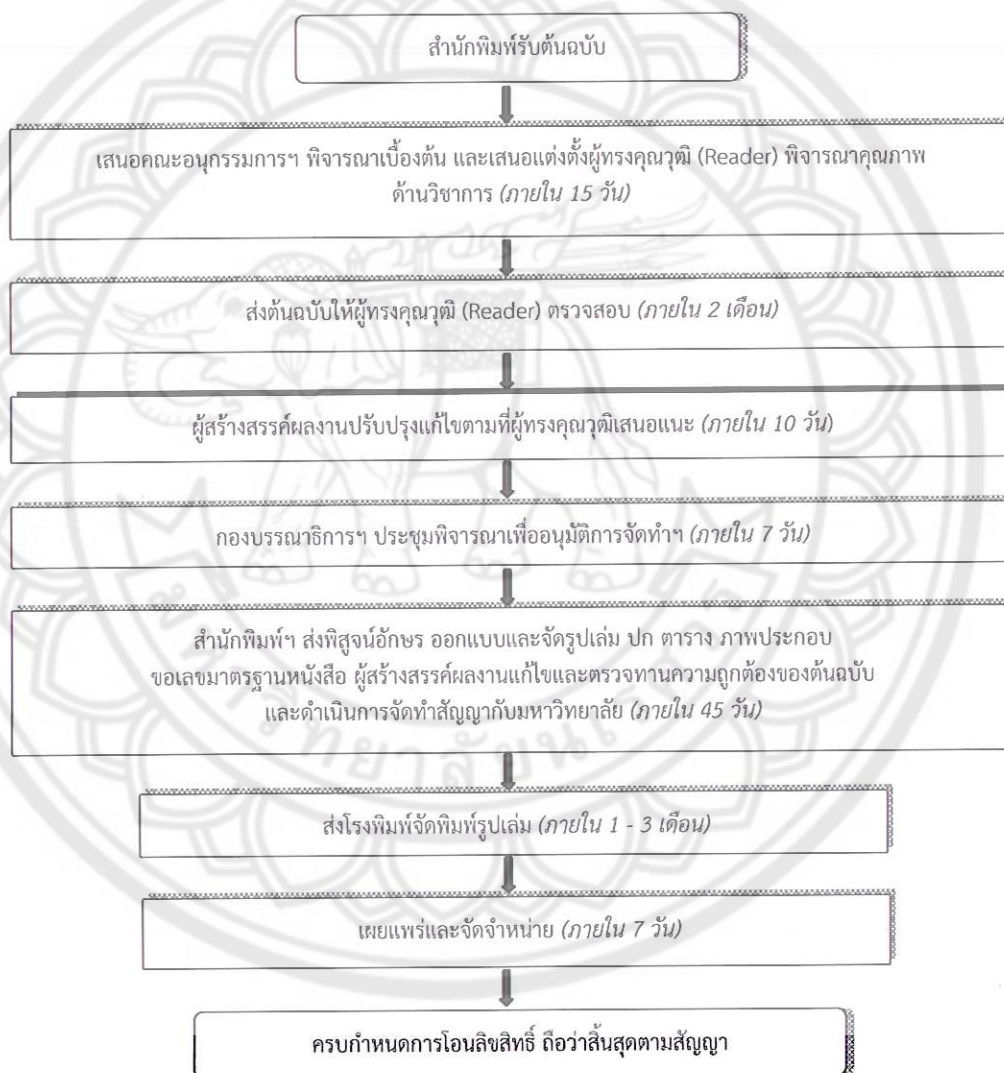 สำนักพิมพ์รับต้นฉบับ
เสนอคณะอนุกรรมการฯ พิจารณาเบื้องต้น และเสนอแต่งตั้งผู้ทรงคุณวุฒิ (Reader) พิจารณาคุณภาพ
ด้านวิชาการ (ภายใน 15 วัน)
ส่งต้นฉบับให้ผู้ทรงคุณวุฒิ (Reader) ตรวจสอบ (ภายใน 2 เดือน)
ผู้สร้างสรรค์ผลงานปรับปรุงแก้ไขตามที่ผู้ทรงคุณวุฒิเสนอแนะ (ภายใน 10 วัน)
กองบรรณาธิการฯ ประชุมพิจารณาเพื่ออนุมัติการจัดทำฯ (ภายใน 7 วัน)
สำนักพิมพ์ฯ ส่งพิสูจน์อักษร ออกแบบและจัดรูปเล่ม ปก ตาราง ภาพประกอบ
ขอเลขมาตรฐานหนังสือ ผู้สร้างสรรค์ผลงานแก้ไขและตรวจทานความถูกต้องของต้นฉบับ
และดำเนินการจัดทำสัญญากับมหาวิทยาลัย (ภายใน 45 วัน)
ส่งโรงพิมพ์จัดพิมพ์รูปเล่ม (ภายใน 1 - 3 เดือน)
เผยแพร่และจัดจำหน่าย (ภายใน 7 วัน)
ครบกำหนดการโอนลิขสิทธิ์ ถือว่าสิ้นสุดตามสัญญา